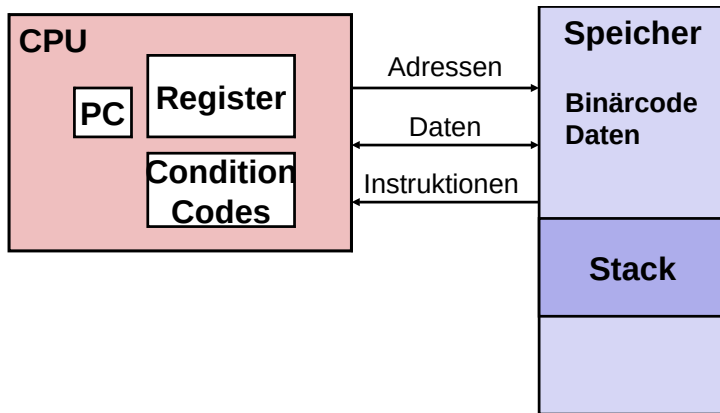 CPU
PC
Register
Condition
Codes
Adressen
Daten
Instruktionen
Speicher
Binärcode
Daten
Stack